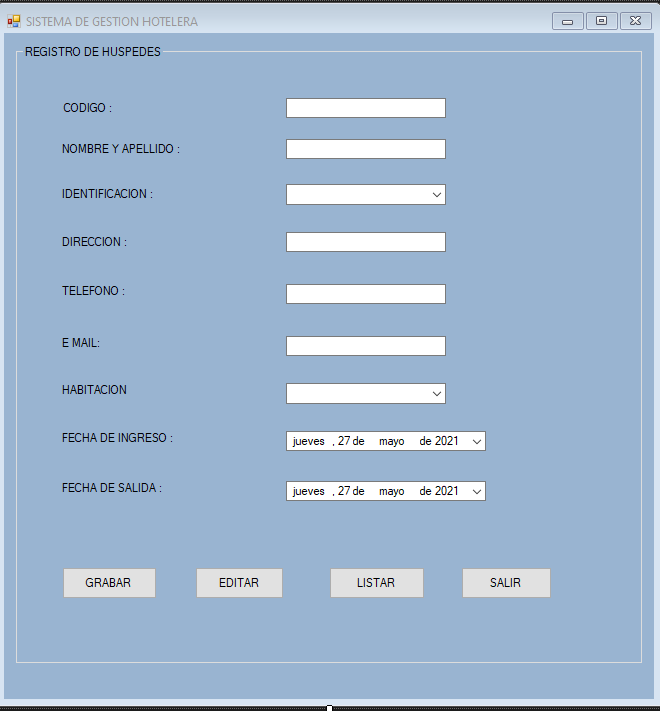 SISTEMA DE GESTION HOTELERA
REGISTRO DE HUSPEDES
CODIGO :
NOMBRE Y APELLIDO :
IDENTIFICACION :
DIRECCION :
TELEFONO :
E MAIL:
HABITACION
FECHA DE INGRESO : jueves , 27 de mayo de 2021
FECHA DE SALIDA : jueves , 27 de mayo de 2021
GRABAR EDITAR LISTAR SALIR